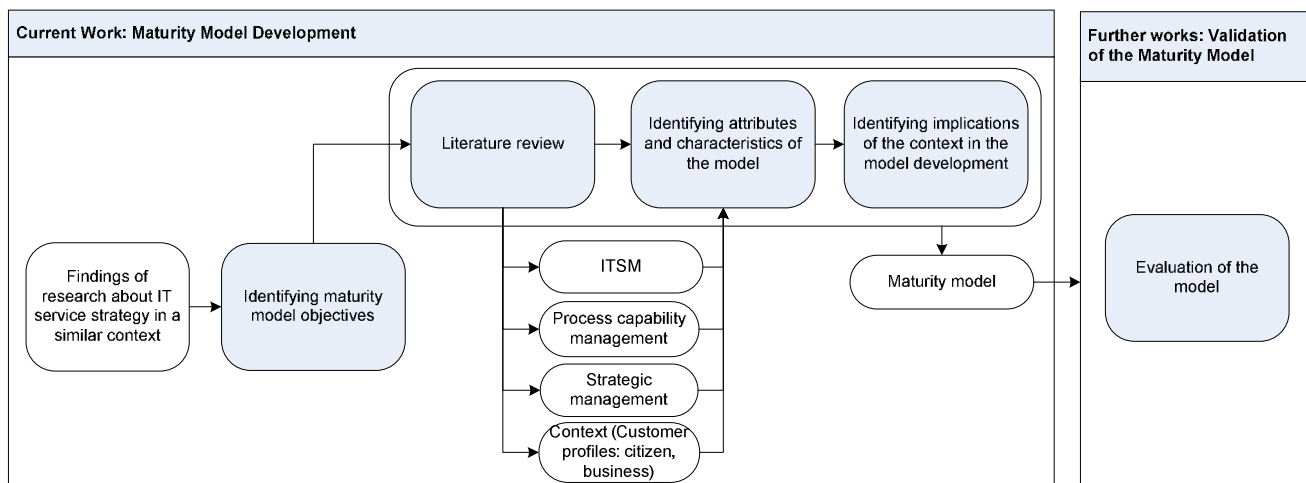 Current Work: Maturity Model Development
Further works: Validation
of the Maturity Model
Literature review
Identifying attributes
and characteristics of
the model
Identifying implications
of the context in the
model development
Findings of
research about IT
service strategy in a
similar context
Identifying maturity
model objectives
ITSM
Process capability
management
Strategic
management
Context (Customer
profiles: citizen,
business)
Maturity model
Evaluation of the
model